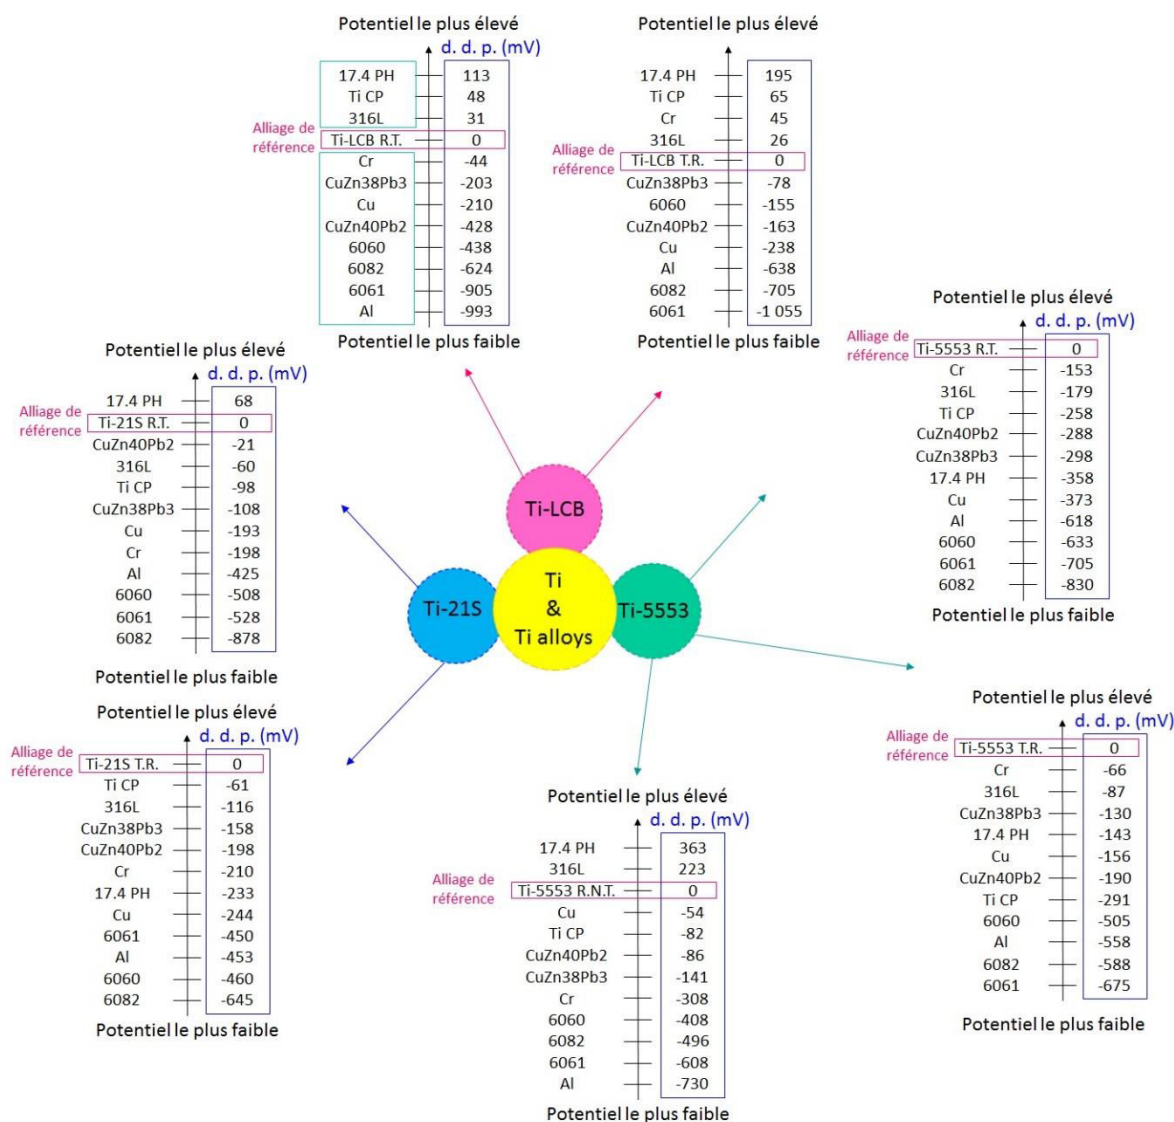 Potentiel le plus élevé
d. d. p. (mV)
17.4 PH 113
Ti CP 48
316L 31
Alliage de
référence
Ti-LCB R.T. 0
Cr -44
CuZn38Pb3 -203
Cu -210
CuZn40Pb2 -428
6060 -438
6082 -624
6061 -905
Al -993
Potentiel le plus faible
Potentiel le plus élevé
d. d. p. (mV)
17.4 PH 195
Ti CP 65
Cr 45
316L 26
Alliage de
référence
Ti-LCB T.R. 0
CuZn38Pb3 -78
6060 -155
CuZn40Pb2 -163
Cu -238
Al -638
6082 -705
6061 -1 055
Potentiel le plus faible
Potentiel le plus élevé
d. d. p. (mV)
Alliage de
référence
Ti-5553 R.T. 0
Cr -153
316L -179
Ti CP -258
CuZn40Pb2 -288
CuZn38Pb3 -298
17.4 PH -358
Cu -373
Al -618
6060 -633
6061 -705
6082 -830
Potentiel le plus faible
Potentiel le plus élevé
d. d. p. (mV)
17.4 PH 68
Alliage de
référence
Ti-21S R.T. 0
CuZn40Pb2 -21
316L -60
Ti CP -98
CuZn38Pb3 -108
Cu -193
Cr -198
Al -425
6060 -508
6061 -528
6082 -878
Potentiel le plus faible
Ti-LCB
Ti-21S
Ti
&
Ti alloys
Ti-5553
Potentiel le plus élevé
d. d. p. (mV)
Alliage de
référence
Ti-21S T.R. 0
Ti CP -61
316L -116
CuZn38Pb3 -158
CuZn40Pb2 -198
Cr -210
17.4 PH -233
Cu -244
6061 -450
Al -453
6060 -460
6082 -645
Potentiel le plus faible
Potentiel le plus élevé
d. d. p. (mV)
17.4 PH 363
316L 223
Alliage de
référence
Ti-5553 R.N.T. 0
Cu -54
Ti CP -82
CuZn40Pb2 -86
CuZn38Pb3 -141
Cr -308
6060 -408
6082 -496
6061 -608
Al -730
Potentiel le plus faible
Potentiel le plus élevé
d. d. p. (mV)
Alliage de
référence
Ti-5553 T.R. 0
Cr -66
316L -87
CuZn38Pb3 -130
17.4 PH -143
Cu -156
CuZn40Pb2 -190
Ti CP -291
6060 -505
Al -558
6082 -588
6061 -675
Potentiel le plus faible